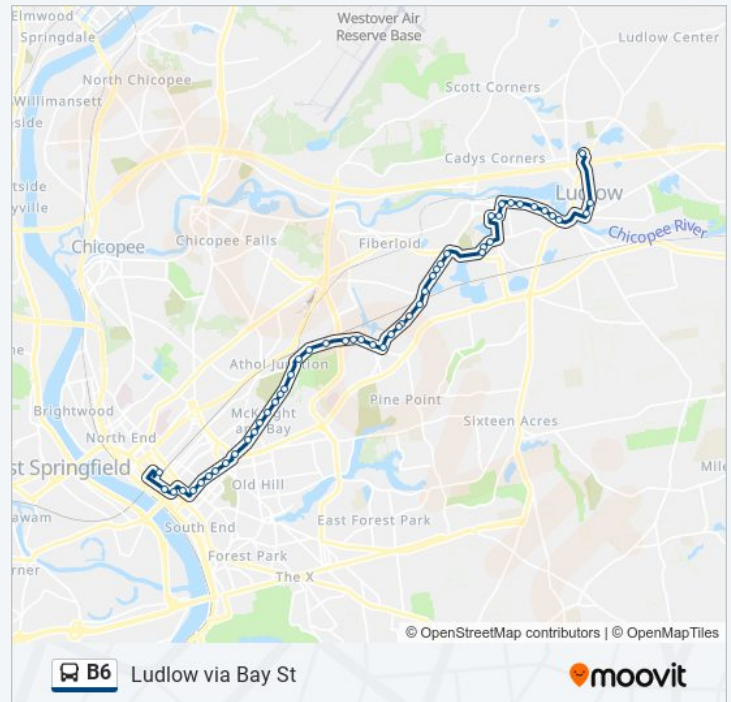 Elmwood
Springdale
Westover Air
Reserve Base
Ludlow Center
North Chicopee
Willimansett
side
Scott Corners
Cadys Corners
Ludlow
tside
yville
Chicopee
Chicopee Falls
Fiberloid
Chicopee River
ne
Athol Junction
Brightwood
McKnight
and Bay
Pine Point
Sixteen Acres
North End
st Springfield
Old Hill
Mile
awam
South End
East Forest Park
Forest Park
rner
The X
© OpenStreetMap contributors | © OpenMapTiles
B6 Ludlow via Bay St
moovit